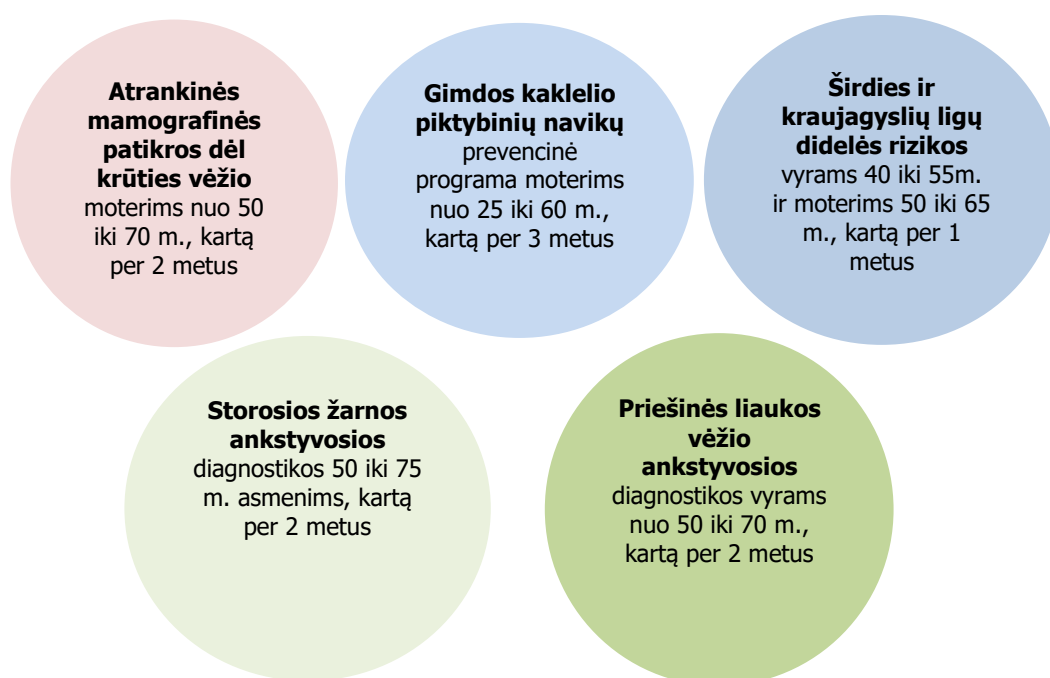 Atrankinės
mamografinės
patikros dėl
krūties vėžio
moterims nuo 50
iki 70 m., kartą
per 2 metus
Gimdos kaklelio
piktybinių navikų
prevencinė
programa moterims
nuo 25 iki 60 m.,
kartą per 3 metus
Širdies ir
kraujagyslių ligų
didelės rizikos
vyrams 40 iki 55m.
ir moterims 50 iki 65
m., kartą per 1
metus
Storosios žarnos
ankstyvosios
diagnostikos 50 iki 75
m. asmenims, kartą
per 2 metus
Priešinės liaukos
vėžio
ankstyvosios
diagnostikos vyrams
nuo 50 iki 70 m.,
kartą per 2 metus